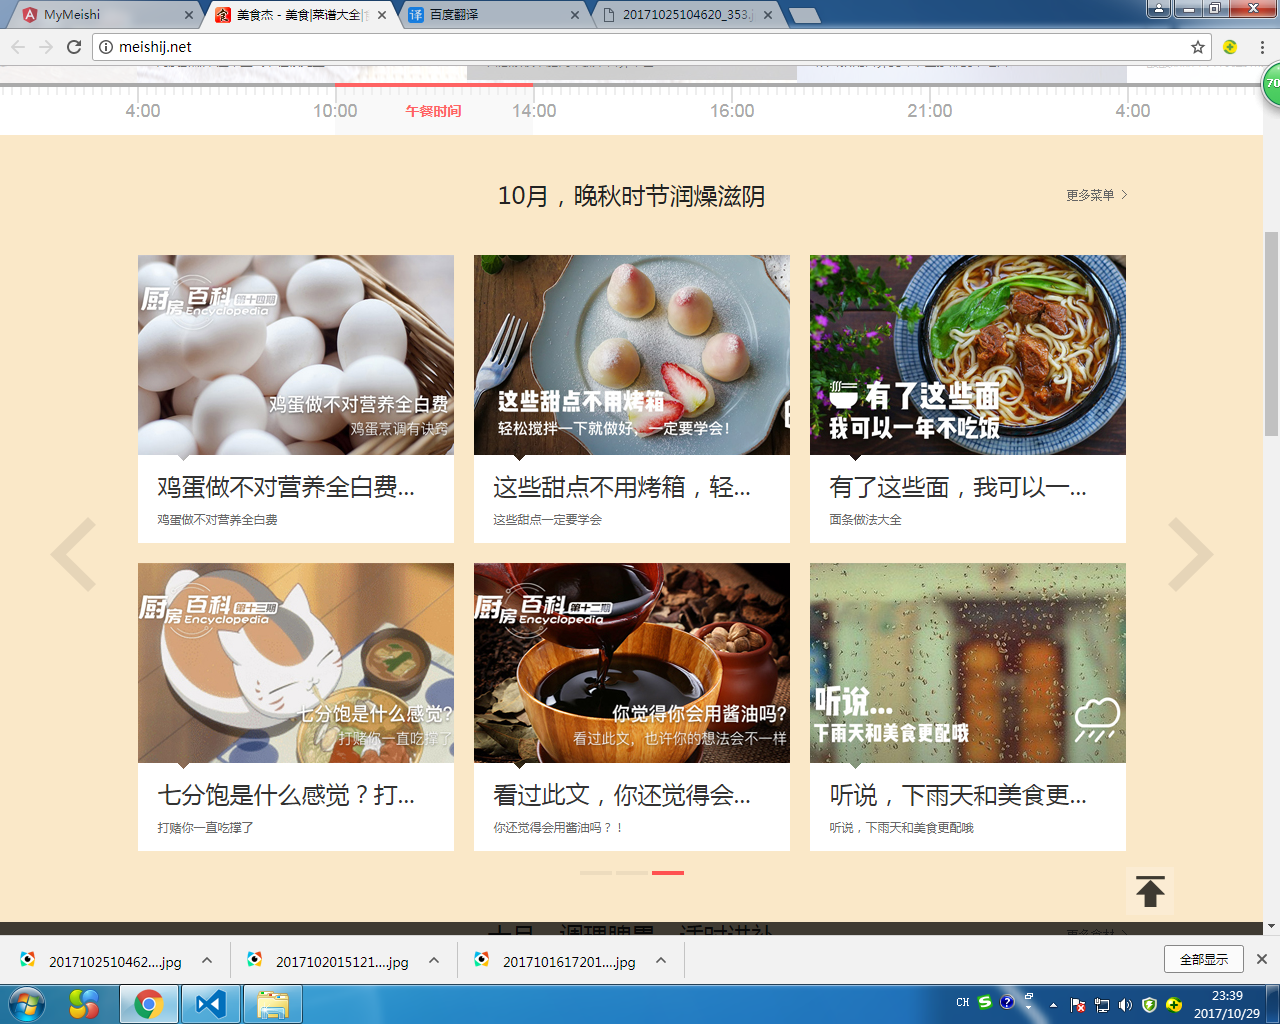 MyMeishi
美食杰 - 美食|菜谱大全|
百度翻译
20171025104620_353.j
meishij.net
70
4:00
10:00
午餐时间
14:00
16:00
21:00
4:00
10月，晚秋时节润燥滋阴
更多菜单
厨房百科 第十四期
Encyclopedia
鸡蛋做不对营养全白费
鸡蛋烹调有诀窍
这些甜点不用烤箱
轻松搅拌一下就做好，一定要学会!
有了这些面
我可以一年不吃饭
鸡蛋做不对营养全白费...
鸡蛋做不对营养全白费
这些甜点不用烤箱，轻...
这些甜点一定要学会
有了这些面，我可以一...
面条做法大全
厨房百科 第十三期
Encyclopedia
七分饱是什么感觉?
打赌你一直吃撑了
厨房百科 第十二期
Encyclopedia
你觉得你会用酱油吗?
看过此文，也许你的想法会不一样
听说...
下雨天和美食更配哦
七分饱是什么感觉？打...
打赌你一直吃撑了
看过此文，你还觉得会...
你还觉得会用酱油吗？！
听说，下雨天和美食更...
听说，下雨天和美食更配哦
十月，调理脾胃，适时进补
更多食材
2017102510462....jpg
2017102015121....jpg
2017101617201....jpg
全部显示
CH
23:39
2017/10/29